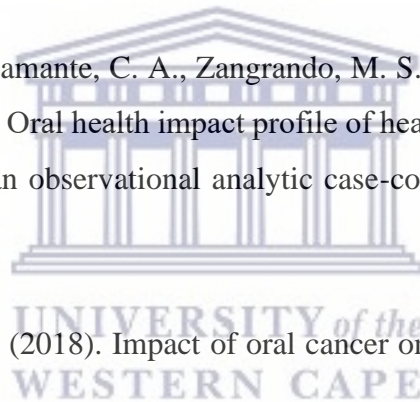 amante, C. A., Zangrando, M. S.
Oral health impact profile of hea
an observational analytic case-co
UNIVERSITY of the
(2018). Impact of oral cancer on
WESTERN CAPE